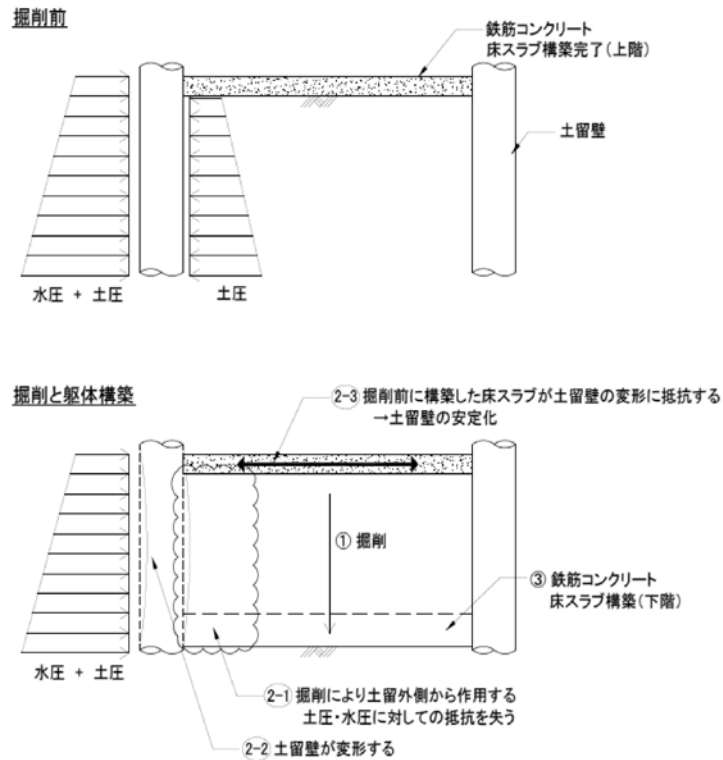 掘削前
鉄筋コンクリート
床スラブ構築完了(上階)
土留壁
水圧 + 土圧
土圧
掘削と躯体構築
2-3 掘削前に構築した床スラブが土留壁の変形に抵抗する
→土留壁の安定化
① 掘削
③ 鉄筋コンクリート
床スラブ構築(下階)
水圧 + 土圧
2-1 掘削により土留外側から作用する
土圧・水圧に対しての抵抗を失う
2-2 土留壁が変形する